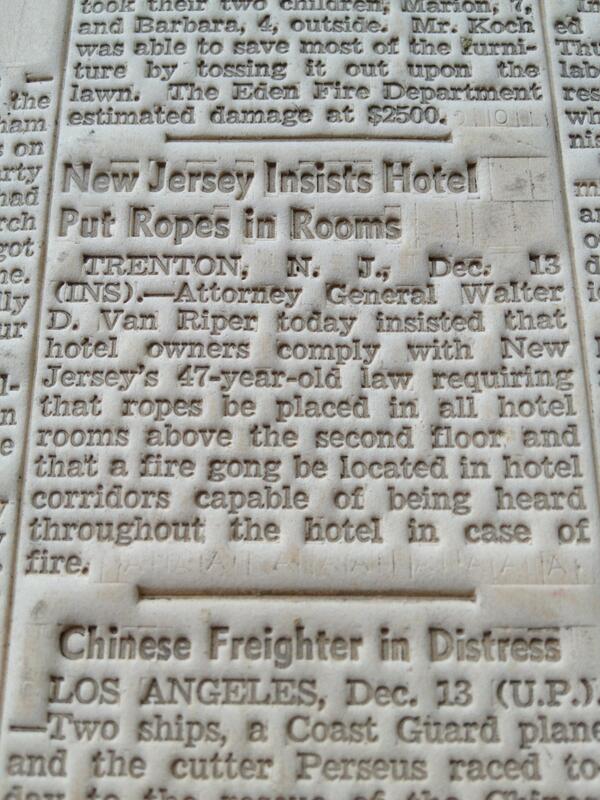 took their two children, Marion, 7,
and Barbara, 4, outside. Mr. Koch
was able to save most of the furni-
ture by tossing it out upon the
lawn. The Eden Fire Department
estimated damage at $2500.
New Jersey Insists Hotel
Put Ropes in Rooms
TRENTON, N. J., Dec. 13
(INS).—Attorney General Walter
D. Van Riper today insisted that
hotel owners comply with New
Jersey's 47-year-old law requiring
that ropes be placed in all hotel
rooms above the second floor and
that a fire gong be located in hotel
corridors capable of being heard
throughout the hotel in case of
fire.
Chinese Freighter in Distress
LOS ANGELES, Dec. 13 (U.P.).
—Two ships, a Coast Guard plane
and the cutter Perseus raced to-
day to the rescue of the